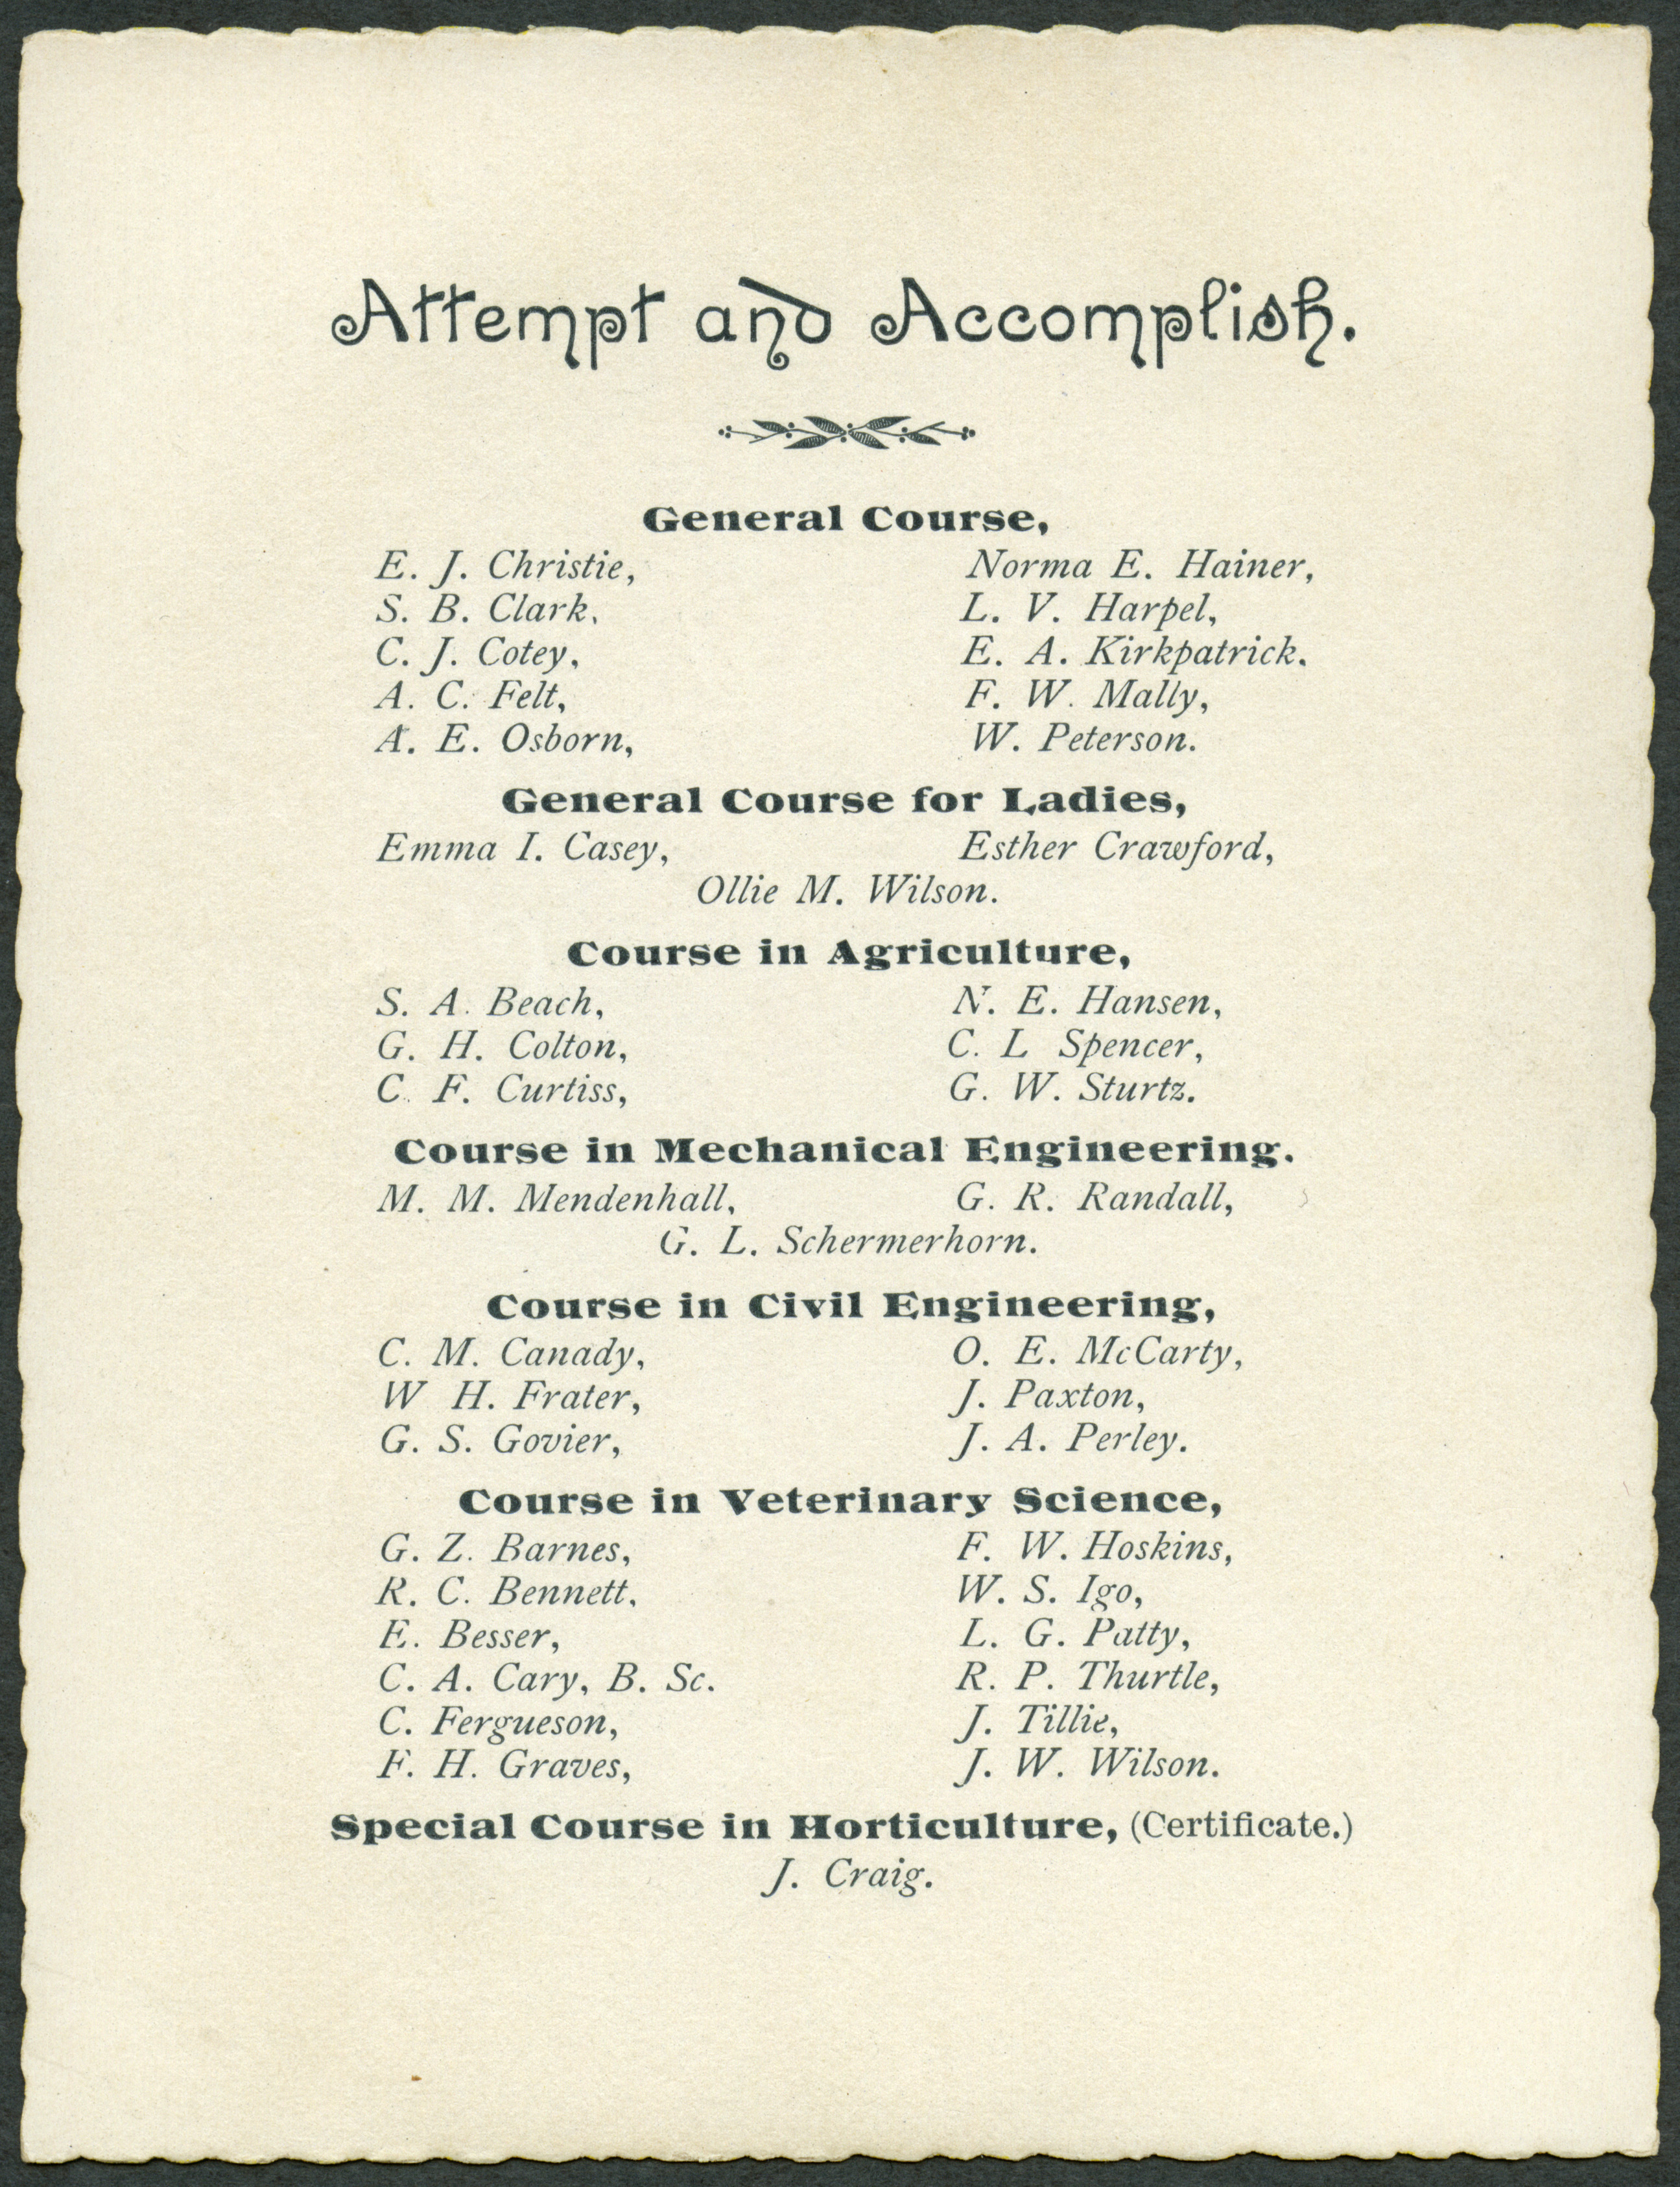 Attempt and Accomplish.
General Course,
E. J. Christie, Norma E. Hainer,
S. B. Clark, L. V. Harpel,
C. J. Cotey, E. A. Kirkpatrick.
A. C. Felt, F. W. Mally,
A. E. Osborn, W. Peterson.
General Course for Ladies,
Emma I. Casey, Esther Crawford,
Ollie M. Wilson.
Course in Agriculture,
S. A. Beach, N. E. Hansen,
G. H. Colton, C. L Spencer,
C. F. Curtiss, G. W. Sturtz.
Course in Mechanical Engineering.
M. M. Mendenhall, G. R. Randall,
G. L. Schermerhorn.
Course in Civil Engineering,
C. M. Canady, O. E. McCarty,
W H. Frater, J. Paxton,
G. S. Govier, J. A. Perley.
Course in Veterinary Science,
G. Z. Barnes, F. W. Hoskins,
R. C. Bennett, W. S. Igo,
E. Besser, L. G. Patty,
C. A. Cary, B. Sc. R. P. Thurtle,
C. Fergueson, J. Tillie,
F. H. Graves, J. W. Wilson.
Special Course in Horticulture, (Certificate.)
J. Craig.